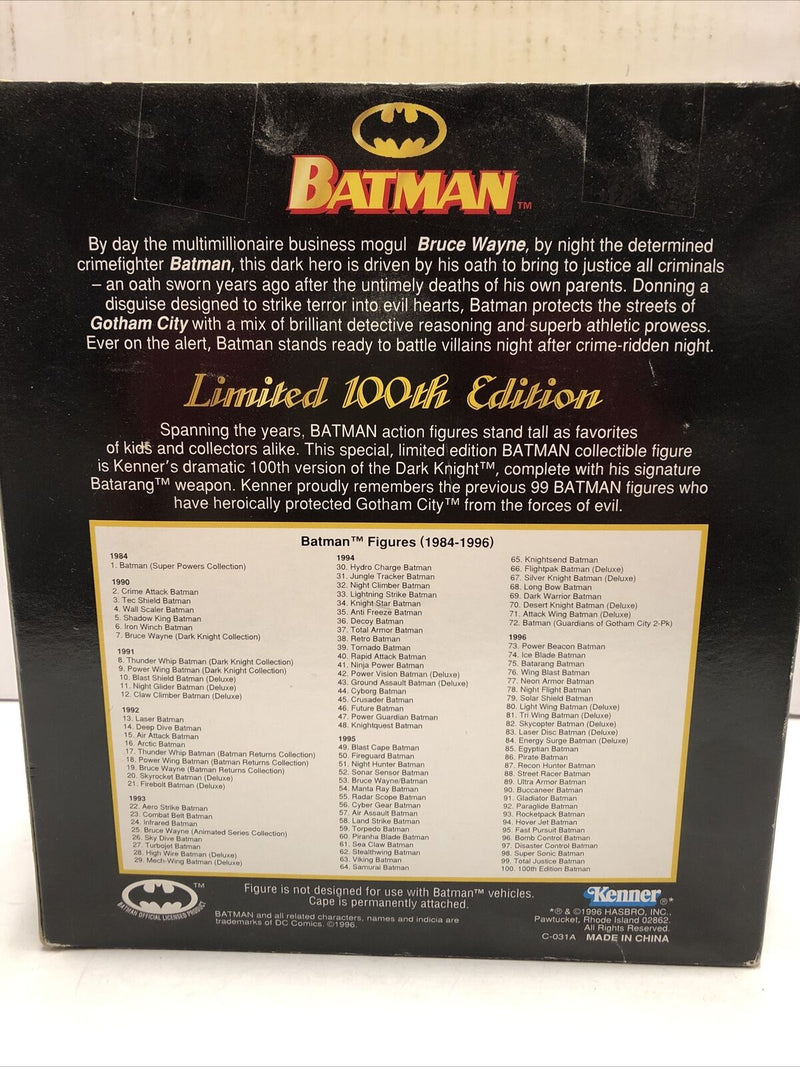 BATMAN™
By day the multimillionaire business mogul Bruce Wayne, by night the determined
crimefighter Batman, this dark hero is driven by his oath to bring to justice all criminals
– an oath sworn years ago after the untimely deaths of his own parents. Donning a
disguise designed to strike terror into evil hearts, Batman protects the streets of
Gotham City with a mix of brilliant detective reasoning and superb athletic prowess.
Ever on the alert, Batman stands ready to battle villains night after crime-ridden night.
Limited 100th Edition
Spanning the years, BATMAN action figures stand tall as favorites
of kids and collectors alike. This special, limited edition BATMAN collectible figure
is Kenner's dramatic 100th version of the Dark Knight™, complete with his signature
Batarang™ weapon. Kenner proudly remembers the previous 99 BATMAN figures who
have heroically protected Gotham City™ from the forces of evil.
Batman™ Figures (1984-1996)
1984
1. Batman (Super Powers Collection)
1990
2. Crime Attack Batman
3. Tec Shield Batman
4. Wall Scaler Batman
5. Shadow King Batman
6. Iron Winch Batman
7. Bruce Wayne (Dark Knight Collection)
1991
8. Thunder Whip Batman (Dark Knight Collection)
9. Power Wing Batman (Dark Knight Collection)
10. Blast Shield Batman (Deluxe)
11. Night Glider Batman (Deluxe)
12. Claw Climber Batman (Deluxe)
1992
13. Laser Batman
14. Deep Dive Batman
15. Air Attack Batman
16. Arctic Batman
17. Thunder Whip Batman (Batman Returns Collection)
18. Power Wing Batman (Batman Returns Collection)
19. Bruce Wayne (Batman Returns Collection)
20. Skyrocket Batman (Deluxe)
21. Firebolt Batman (Deluxe)
1993
22. Aero Strike Batman
23. Combat Belt Batman
24. Infrared Batman
25. Bruce Wayne (Animated Series Collection)
26. Sky Dive Batman
27. Turbojet Batman
28. High Wire Batman (Deluxe)
29. Mech-Wing Batman (Deluxe)
1994
30. Hydro Charge Batman
31. Jungle Tracker Batman
32. Night Climber Batman
33. Lightning Strike Batman
34. Knight Star Batman
35. Anti Freeze Batman
36. Decoy Batman
37. Total Armor Batman
38. Retro Batman
39. Tornado Batman
40. Rapid Attack Batman
41. Ninja Power Batman
42. Power Vision Batman (Deluxe)
43. Ground Assault Batman (Deluxe)
44. Cyborg Batman
45. Crusader Batman
46. Future Batman
47. Power Guardian Batman
48. Knightquest Batman
1995
49. Blast Cape Batman
50. Fireguard Batman
51. Night Hunter Batman
52. Sonar Sensor Batman
53. Bruce Wayne/Batman
54. Manta Ray Batman
55. Radar Scope Batman
56. Cyber Gear Batman
57. Air Assault Batman
58. Land Strike Batman
59. Torpedo Batman
60. Piranha Blade Batman
61. Sea Claw Batman
62. Stealthwing Batman
63. Viking Batman
64. Samurai Batman
65. Knightsend Batman
66. Flightpak Batman (Deluxe)
67. Silver Knight Batman (Deluxe)
68. Long Bow Batman
69. Dark Warrior Batman
70. Desert Knight Batman (Deluxe)
71. Attack Wing Batman (Deluxe)
72. Batman (Guardians of Gotham City 2-Pk)
1996
73. Power Beacon Batman
74. Ice Blade Batman
75. Batarang Batman
76. Wing Blast Batman
77. Neon Armor Batman
78. Night Flight Batman
79. Solar Shield Batman
80. Light Wing Batman (Deluxe)
81. Tri Wing Batman (Deluxe)
82. Skycopter Batman (Deluxe)
83. Laser Disc Batman (Deluxe)
84. Energy Surge Batman (Deluxe)
85. Egyptian Batman
86. Pirate Batman
87. Recon Hunter Batman
88. Street Racer Batman
89. Ultra Armor Batman
90. Buccaneer Batman
91. Gladiator Batman
92. Paraglide Batman
93. Rocketpack Batman
94. Hover Jet Batman
95. Fast Pursuit Batman
96. Bomb Control Batman
97. Disaster Control Batman
98. Super Sonic Batman
99. Total Justice Batman
100. 100th Edition Batman
™
BATMAN OFFICIAL LICENSED PRODUCT
Figure is not designed for use with Batman™ vehicles.
Cape is permanently attached.
BATMAN and all related characters, names and indicia are
trademarks of DC Comics. ©1996.
Kenner ®*
*® & ©1996 HASBRO, INC.,
Pawtucket, Rhode Island 02862.
All Rights Reserved.
C-031A MADE IN CHINA